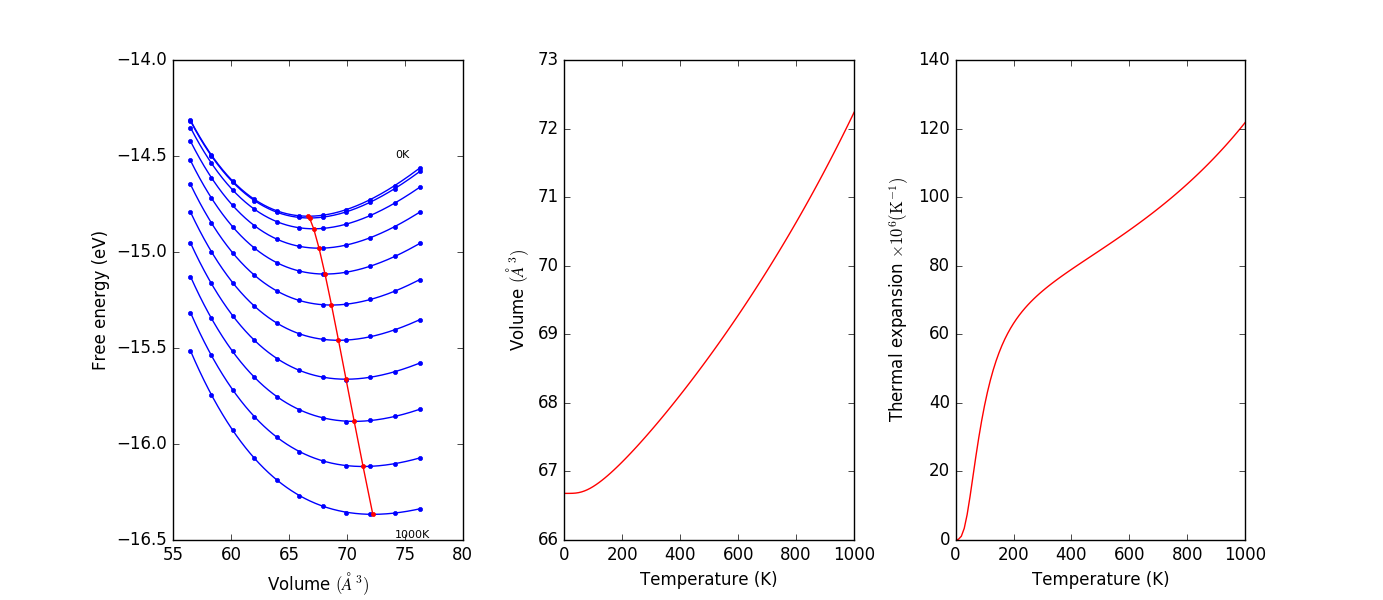 −14.0
−14.5
−15.0
−15.5
−16.0
−16.5
55 60 65 70 75 80
Free energy (eV)
Volume (Å³)
0K
1000K
73
72
71
70
69
68
67
66
0 200 400 600 800 1000
Volume (Å³)
Temperature (K)
140
120
100
80
60
40
20
0
0 200 400 600 800 1000
Thermal expansion ×10⁶(K⁻¹)
Temperature (K)